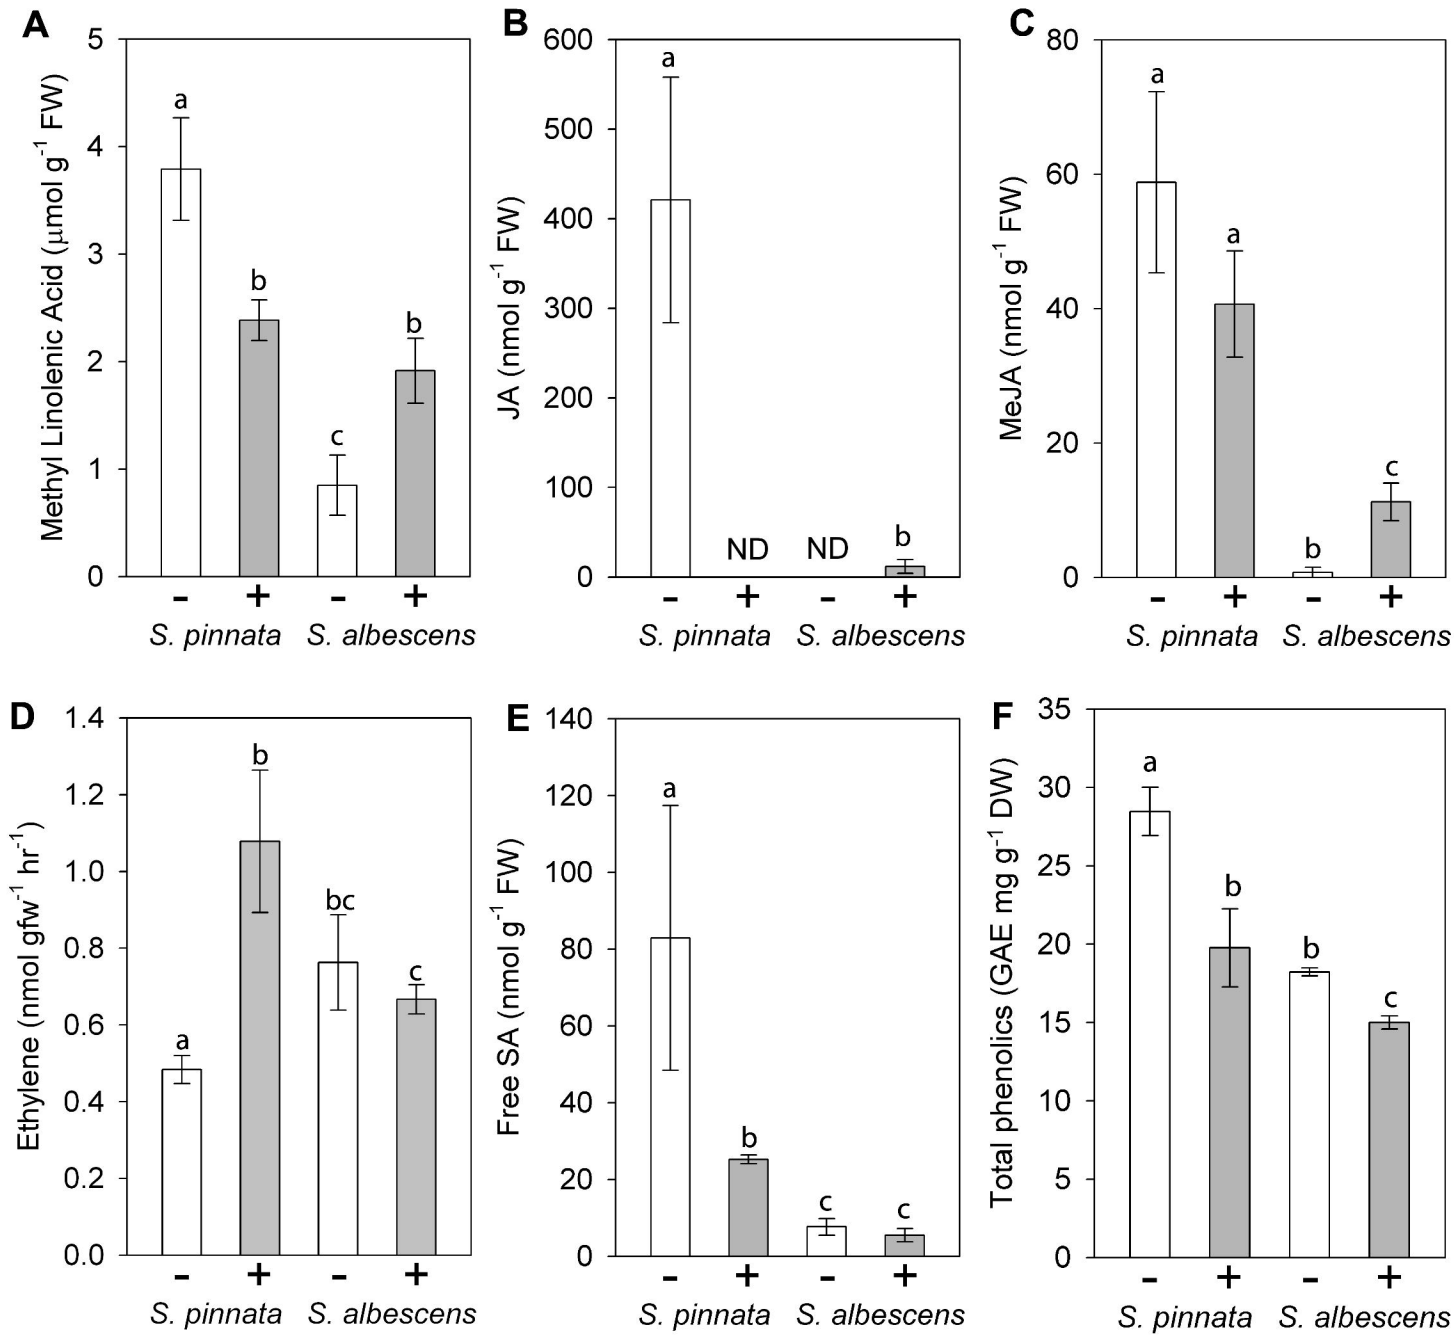 A
Methyl Linolenic Acid (μmol g⁻¹ FW)
5
4
3
2
1
0
a
b
c
b
- + - +
S. pinnata S. albescens
B
JA (nmol g⁻¹ FW)
600
500
400
300
200
100
0
a
ND
ND
b
- + - +
S. pinnata S. albescens
C
MeJA (nmol g⁻¹ FW)
80
60
40
20
0
a
a
b
c
- + - +
S. pinnata S. albescens
D
Ethylene (nmol gfw⁻¹ hr⁻¹)
1.4
1.2
1.0
0.8
0.6
0.4
0.2
0.0
a
b
bc
c
- + - +
S. pinnata S. albescens
E
Free SA (nmol g⁻¹ FW)
140
120
100
80
60
40
20
0
a
b
c
c
- + - +
S. pinnata S. albescens
F
Total phenolics (GAE mg g⁻¹ DW)
35
30
25
20
15
10
5
0
a
b
b
c
- + - +
S. pinnata S. albescens